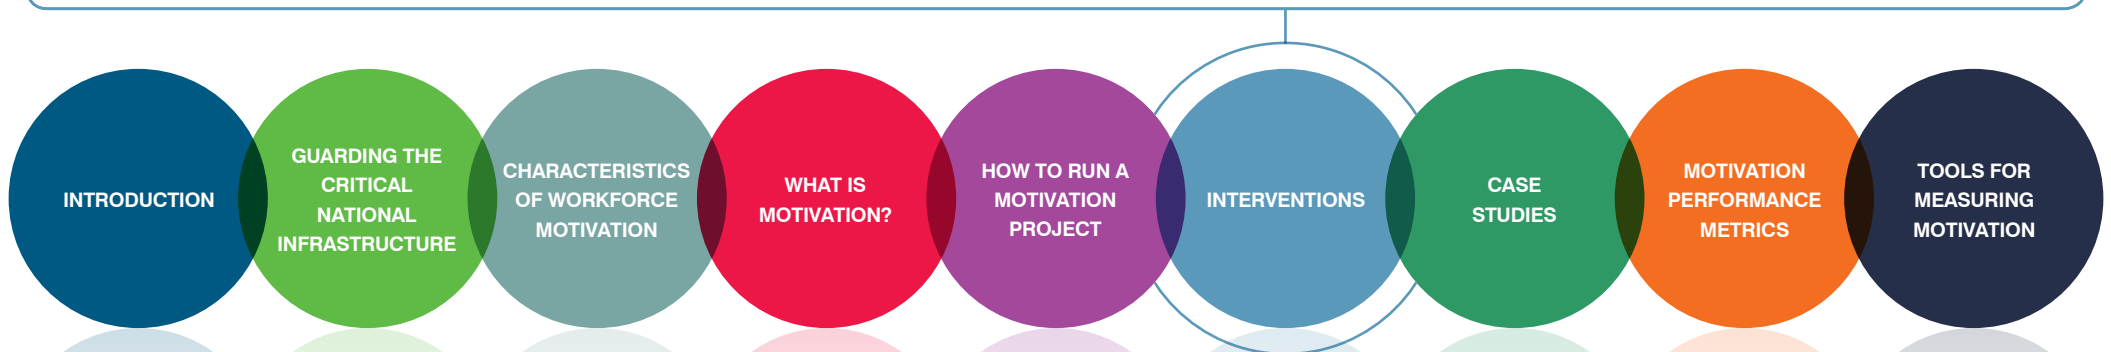 INTRODUCTION
GUARDING THE
CRITICAL
NATIONAL
INFRASTRUCTURE
CHARACTERISTICS
OF WORKFORCE
MOTIVATION
WHAT IS
MOTIVATION?
HOW TO RUN A
MOTIVATION
PROJECT
INTERVENTIONS
CASE
STUDIES
MOTIVATION
PERFORMANCE
METRICS
TOOLS FOR
MEASURING
MOTIVATION